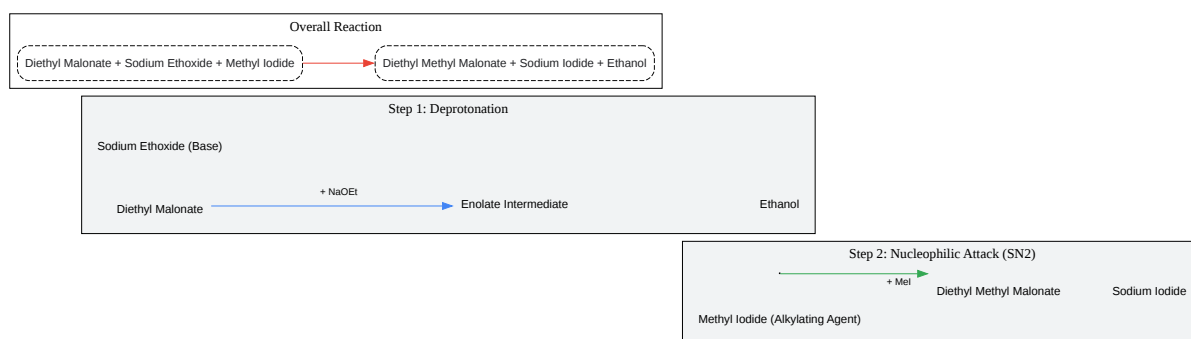 Overall Reaction
Diethyl Malonate + Sodium Ethoxide + Methyl Iodide
Diethyl Methyl Malonate + Sodium Iodide + Ethanol
Step 1: Deprotonation
Sodium Ethoxide (Base)
+ NaOEt
Diethyl Malonate
Enolate Intermediate
Ethanol
Step 2: Nucleophilic Attack (SN2)
+ MeI
Diethyl Methyl Malonate
Sodium Iodide
Methyl Iodide (Alkylating Agent)